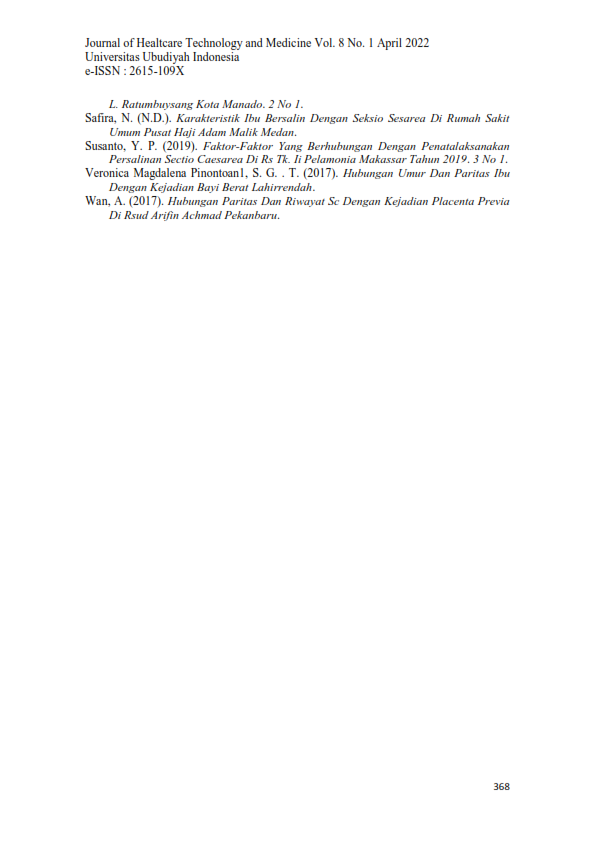 Journal of Healtcare Technology and Medicine Vol. 8 No. 1 April 2022
Universitas Ubudiyah Indonesia
e-ISSN : 2615-109X
L. Ratumbuysang Kota Manado. 2 No 1.
Safira, N. (N.D.). Karakteristik Ibu Bersalin Dengan Seksio Sesarea Di Rumah Sakit
Umum Pusat Haji Adam Malik Medan.
Susanto, Y. P. (2019). Faktor-Faktor Yang Berhubungan Dengan Penatalaksanakan
Persalinan Sectio Caesarea Di Rs Tk. Ii Pelamonia Makassar Tahun 2019. 3 No 1.
Veronica Magdalena Pinontoan1, S. G. . T. (2017). Hubungan Umur Dan Paritas Ibu
Dengan Kejadian Bayi Berat Lahirrendah.
Wan, A. (2017). Hubungan Paritas Dan Riwayat Sc Dengan Kejadian Placenta Previa
Di Rsud Arifin Achmad Pekanbaru.
368